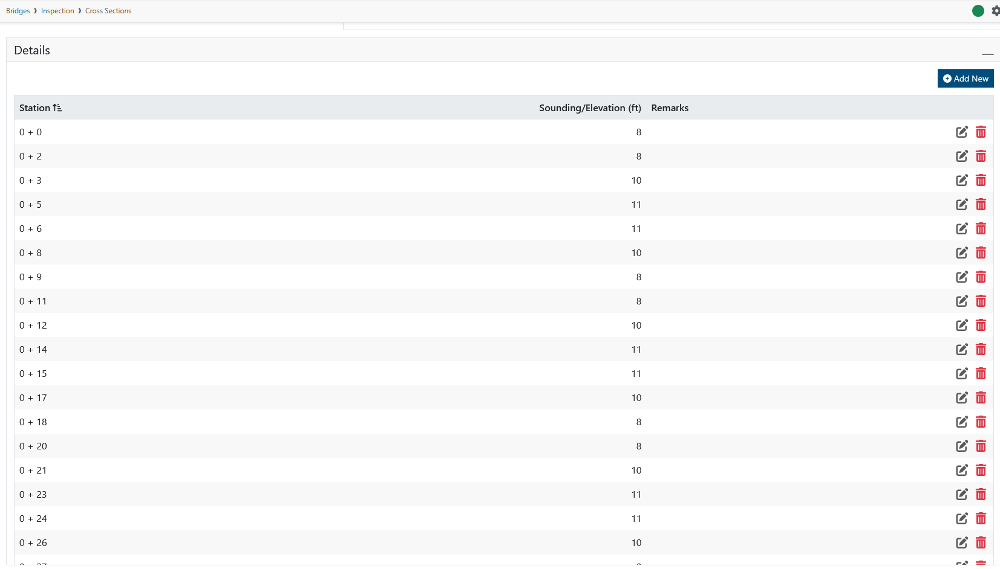 Bridges ❯ Inspection ❯ Cross Sections
Details
Add New
Station Sounding/Elevation (ft) Remarks
0 + 0 8
0 + 2 8
0 + 3 10
0 + 5 11
0 + 6 11
0 + 8 10
0 + 9 8
0 + 11 8
0 + 12 10
0 + 14 11
0 + 15 11
0 + 17 10
0 + 18 8
0 + 20 8
0 + 21 10
0 + 23 11
0 + 24 11
0 + 26 10